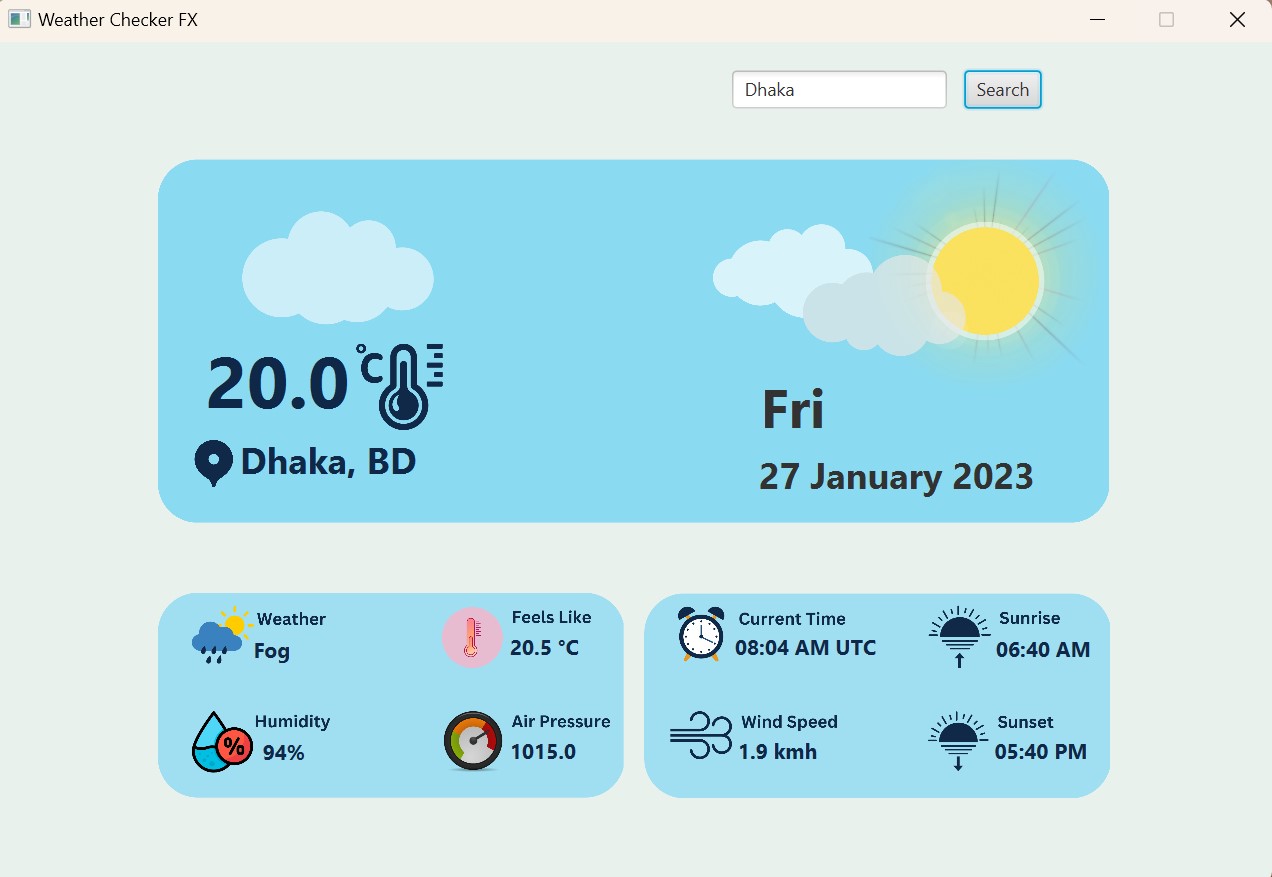 Weather Checker FX
Dhaka
Search
20.0
°C
Dhaka, BD
Fri
27 January 2023
Weather
Fog
Feels Like
20.5 °C
Humidity
%
94%
Air Pressure
1015.0
Current Time
08:04 AM UTC
Sunrise
06:40 AM
Wind Speed
1.9 kmh
Sunset
05:40 PM